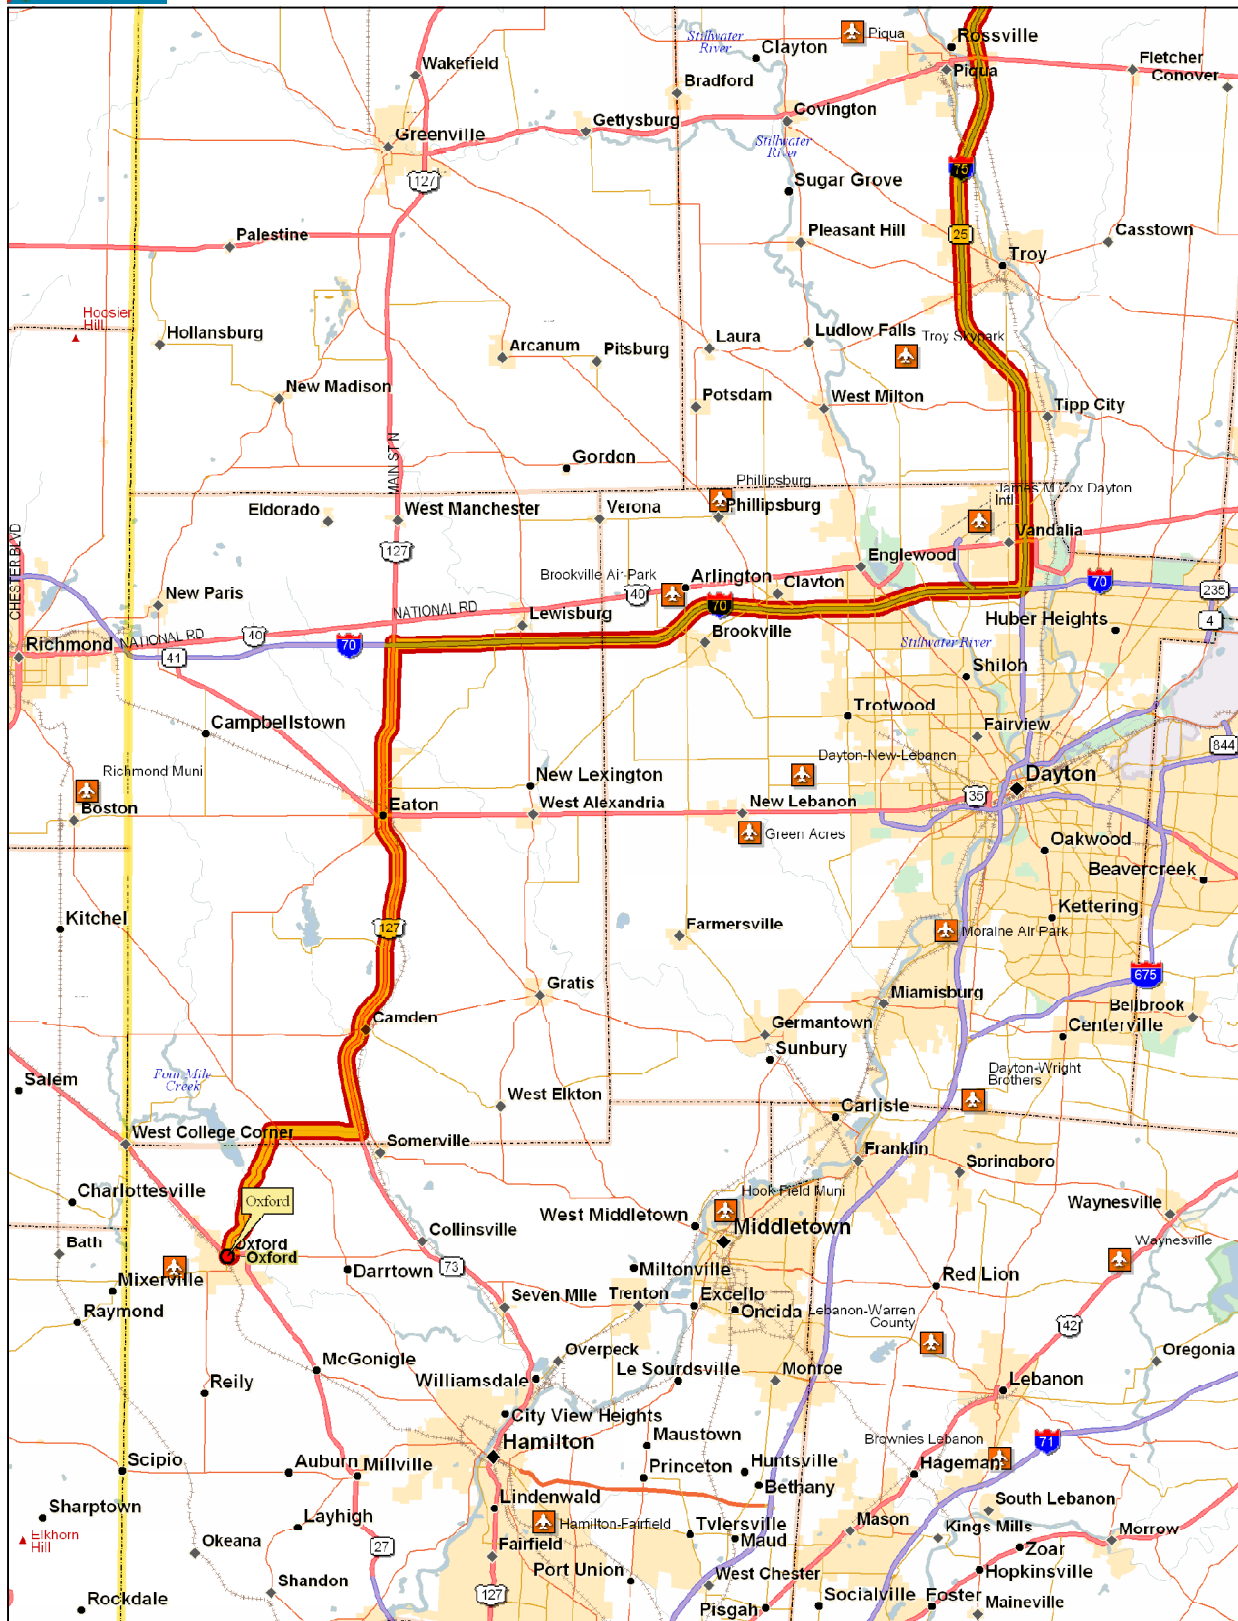 Stillwater
River
Clayton
Piqua
Rossville
Wakefield
Bradford
Piqua
Fletcher
Conover
Covington
Greenville
Gettysburg
Stillwater
River
127
75
Sugar Grove
Palestine
Pleasant Hill
25
Casstown
Troy
Hoosier
Hill
Hollansburg
Arcanum
Pitsburg
Laura
Ludlow Falls
Troy Skypark
New Madison
Potsdam
West Milton
Tipp City
MAIN ST N
Gordon
Phillipsburg
James M Cox Dayton
Intl
Eldorado
West Manchester
Verona
Phillipsburg
Vandalia
CHESTER BLVD
127
Englewood
Brookville Air-Park
Arlington
Clayton
70
235
New Paris
NATIONAL RD
40
70
Lewisburg
Huber Heights
4
Richmond
NATIONAL RD
40
41
70
Brookville
Stillwater River
Shiloh
Campbellstown
Trotwood
Fairview
844
Richmond Muni
Dayton-New-Lebanon
New Lexington
Dayton
Boston
Eaton
West Alexandria
New Lebanon
35
Green Acres
Oakwood
Beavercreek
Kitchel
127
Farmersville
Kettering
Moraine Air Park
675
Gratis
Miamisburg
Bellbrook
Camden
Germantown
Centerville
Sunbury
Salem
Four Mile
Creek
Dayton-Wright
Brothers
West Elkton
Carlisle
West College Corner
Somerville
Franklin
Springboro
Charlottesville
Oxford
Hook Field Muni
Waynesville
West Middletown
Middletown
Collinsville
Bath
Oxford
Oxford
Waynesville
73
Mixerville
Darrtown
Miltonville
Red Lion
Raymond
Seven Mile
Trenton
Excello
Oneida
Lebanon-Warren
County
42
Overpeck
McGonigle
Le Sourdsville
Monroe
Oregonia
Reily
Williamsdale
Lebanon
City View Heights
Hamilton
Maustown
Brownies Lebanon
71
Scipio
Auburn
Millville
Princeton
Huntsville
Hageman
Bethany
Sharptown
Lindenwald
South Lebanon
Layhigh
Hamilton-Fairfield
Tylersville
Mason
Kings Mills
Morrow
Elkhorn
Hill
Okeana
27
Fairfield
Maud
Zoar
Port Union
Hopkinsville
Shandon
127
West Chester
Rockdale
Pisgah
Socialville
Foster
Maineville